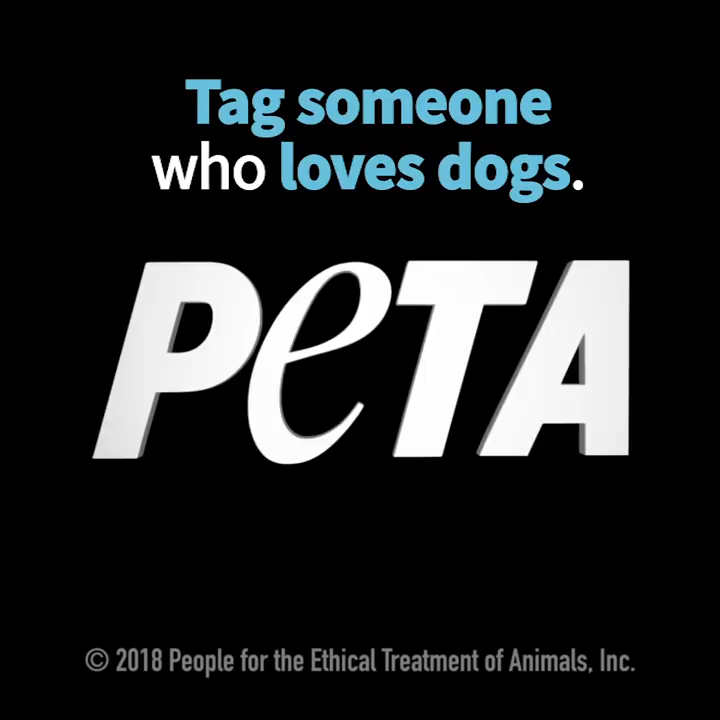 Tag someone
who loves dogs.
PeTA
© 2018 People for the Ethical Treatment of Animals, Inc.